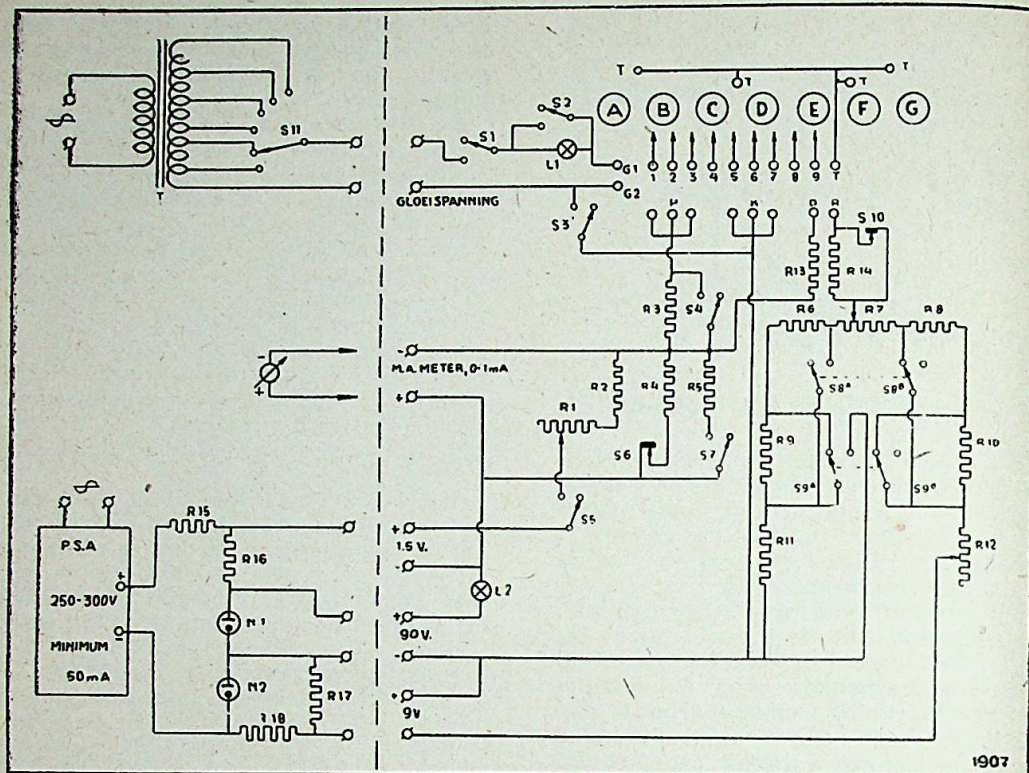 T
T
T
T
A
B
C
D
E
F
G
S2
S1
L1
G1
G2
S11
T
GLOEISPANNING
1
2
3
4
5
6
7
8
9
T
P
K
D
A
S3
S10
R13
R14
R3
S4
R6
R7
R8
-
+
-
M.A. METER, 0-1mA
+
R2
R4
R5
S8A
S8B
R1
S6
S7
R9
R10
S9A
S9B
R15
S5
P.S.A
+
250-300V
-
MINIMUM
50mA
R16
N1
N2
R17
R18
+
1.5 V.
-
L2
+
90V.
-
+
9V
-
R11
R12
1907